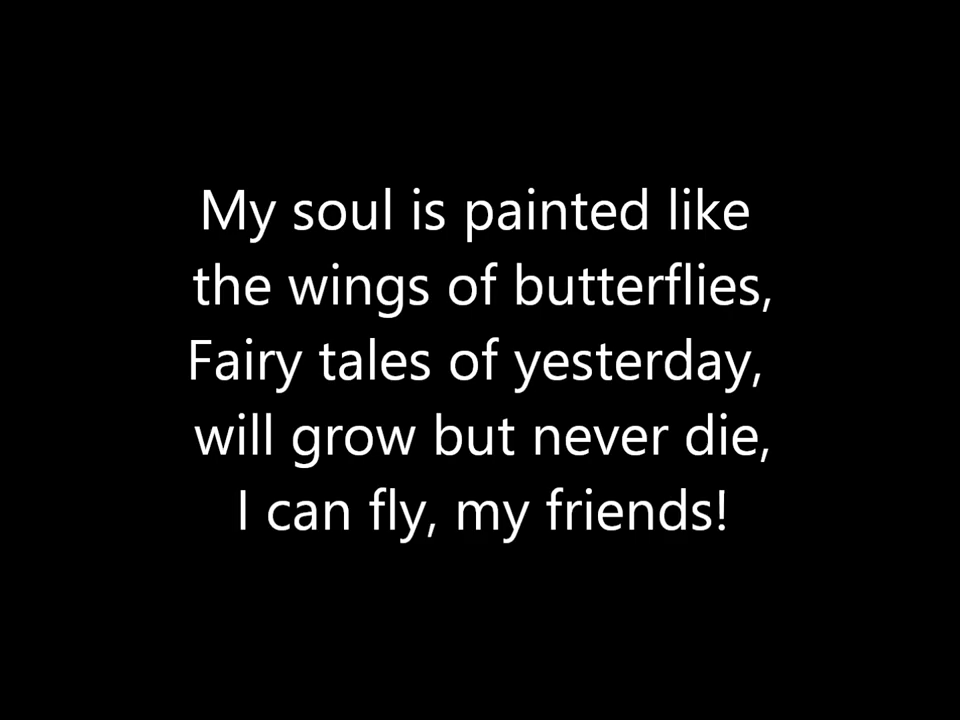 My soul is painted like
the wings of butterflies,
Fairy tales of yesterday,
will grow but never die,
I can fly, my friends!